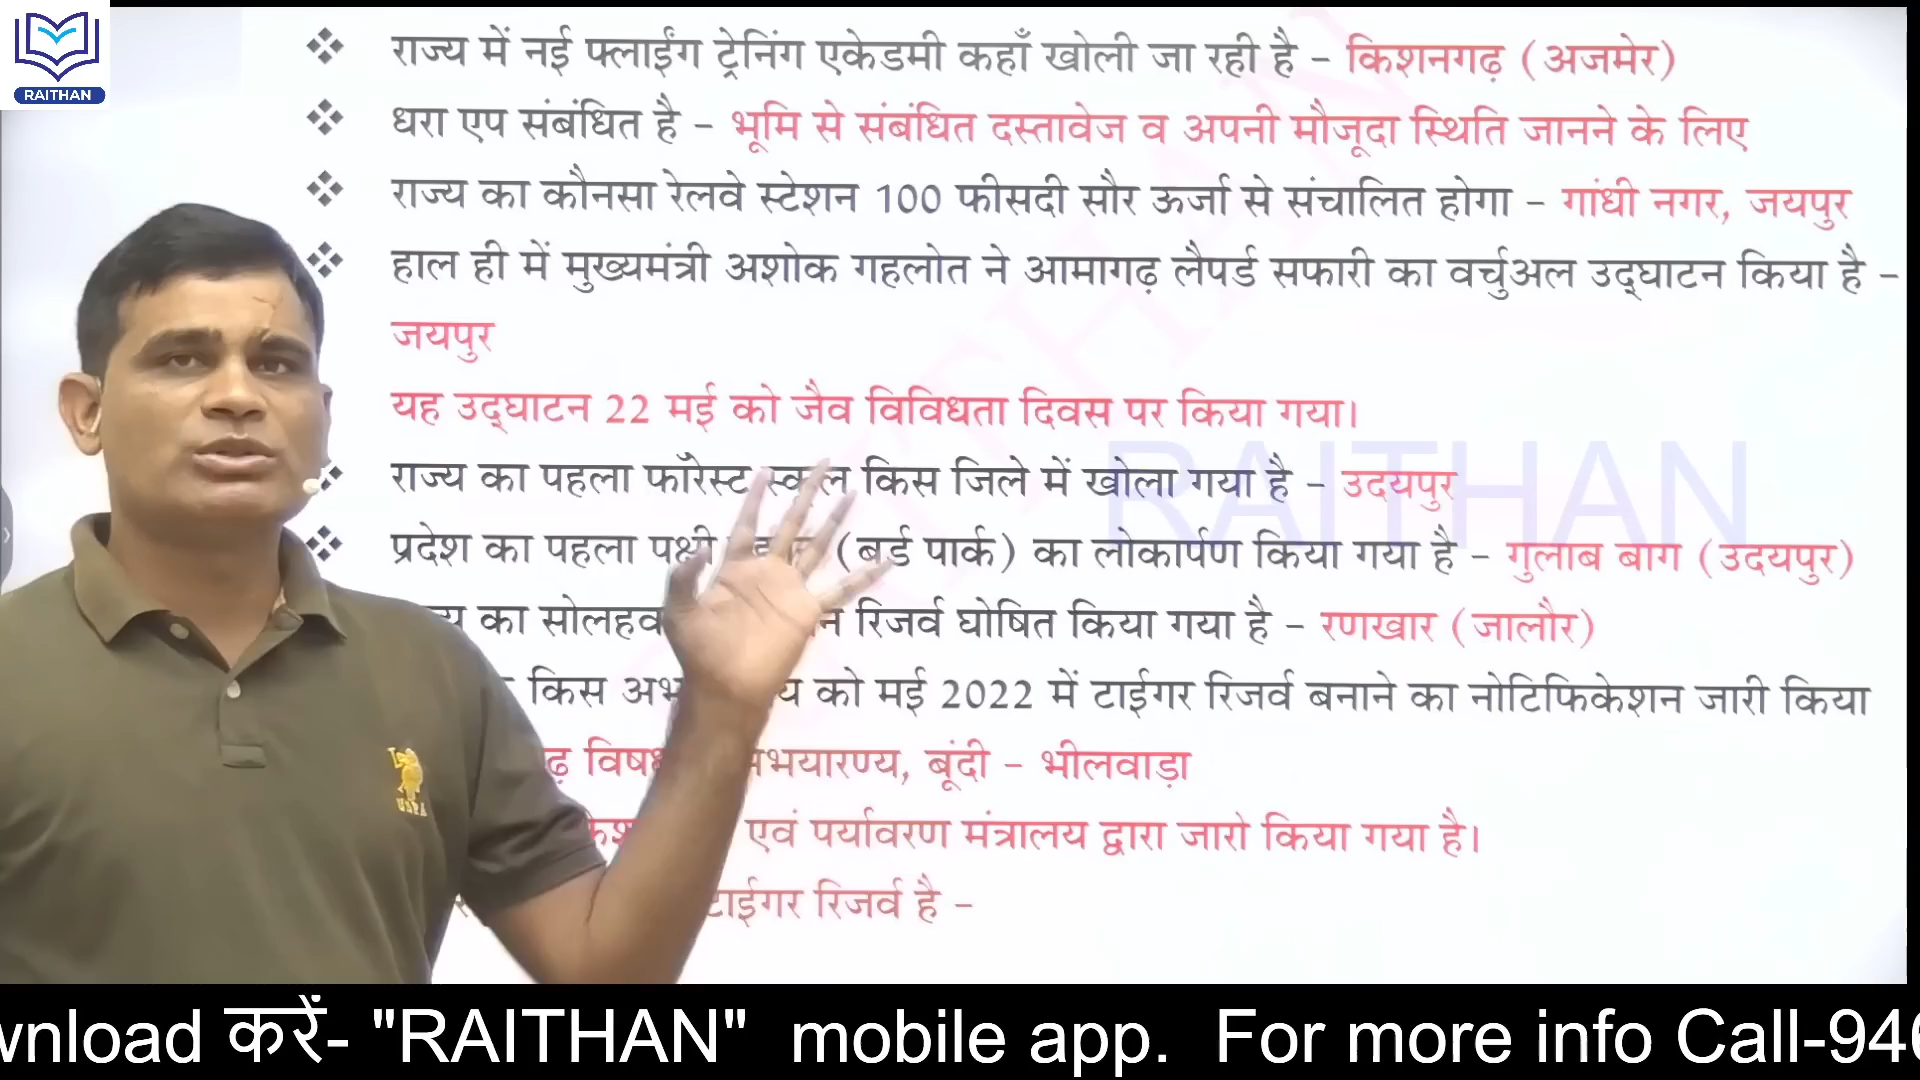 RAITHAN
राज्य में नई फ्लाईंग ट्रेनिंग एकेडमी कहाँ खोली जा रही है – किशनगढ़ (अजमेर)
धरा एप संबंधित है – भूमि से संबंधित दस्तावेज व अपनी मौजूदा स्थिति जानने के लिए
राज्य का कौनसा रेलवे स्टेशन 100 फीसदी सौर ऊर्जा से संचालित होगा – गांधी नगर, जयपुर
हाल ही में मुख्यमंत्री अशोक गहलोत ने आमागढ़ लैपर्ड सफारी का वर्चुअल उद्घाटन किया है –
जयपुर
यह उद्घाटन 22 मई को जैव विविधता दिवस पर किया गया।
RAITHAN
राज्य का पहला फॉरेस्ट स्कूल किस जिले में खोला गया है – उदयपुर
प्रदेश का पहला पक्षी (बर्ड पार्क) का लोकार्पण किया गया है – गुलाब बाग (उदयपुर)
का रिजर्व घोषित किया गया है – रणखार (जालौर)
किस को मई 2022 में टाईगर रिजर्व बनाने का नोटिफिकेशन जारी किया
बूंदी – भीलवाड़ा
एवं पर्यावरण मंत्रालय द्वारा जारो किया गया है।
टाईगर रिजर्व है –
USPA
wnload करें- "RAITHAN" mobile app. For more info Call-946